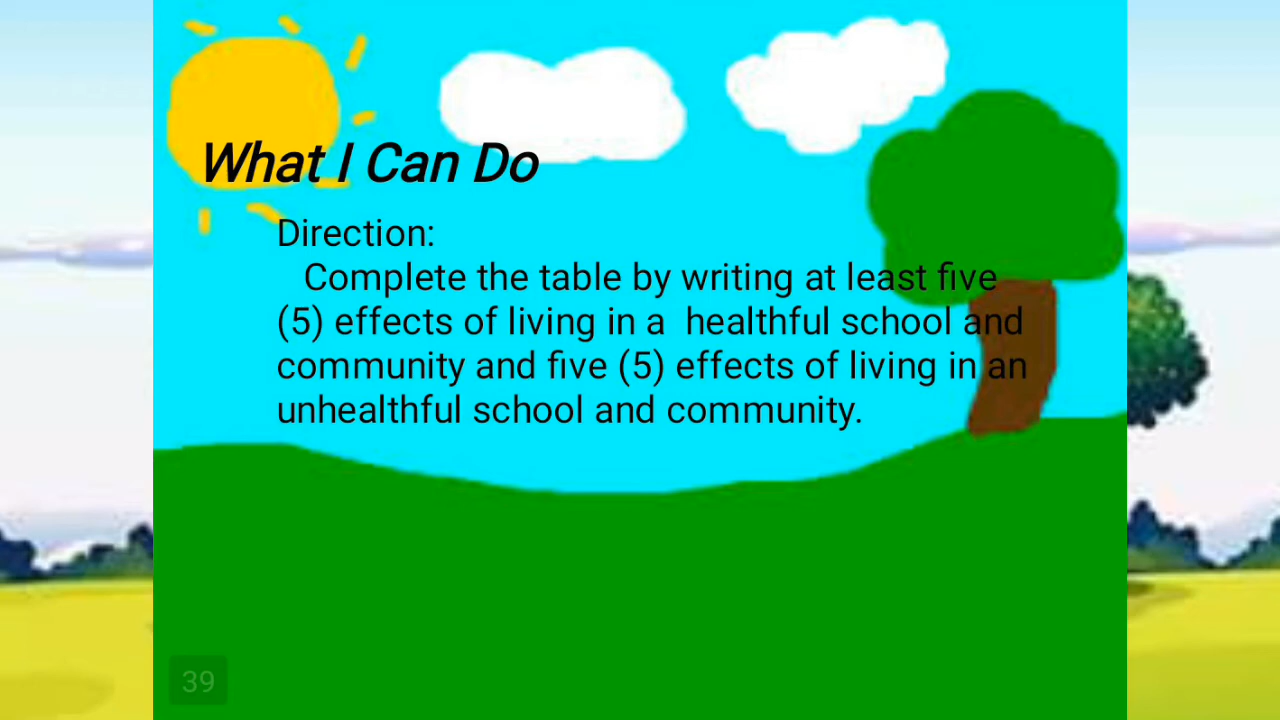 What I Can Do
Direction:
Complete the table by writing at least five
(5) effects of living in a healthful school and
community and five (5) effects of living in an
unhealthful school and community.
39